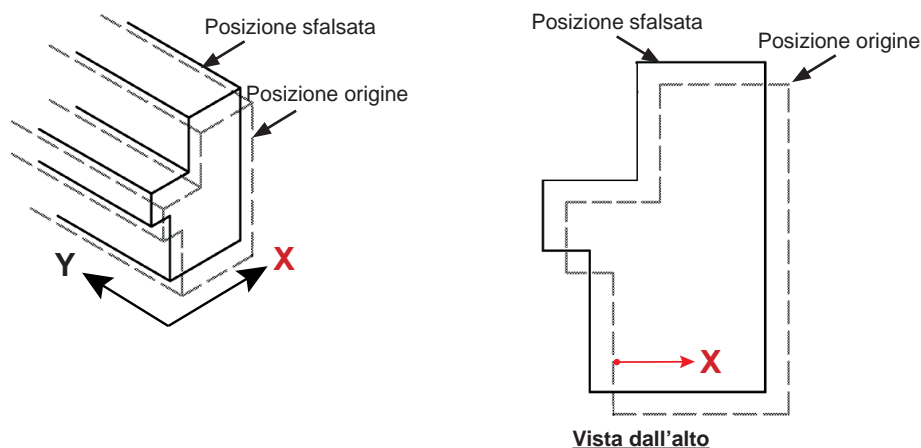 Posizione sfalsata
Posizione origine
Y
X
Posizione sfalsata
Posizione origine
X
Vista dall'alto